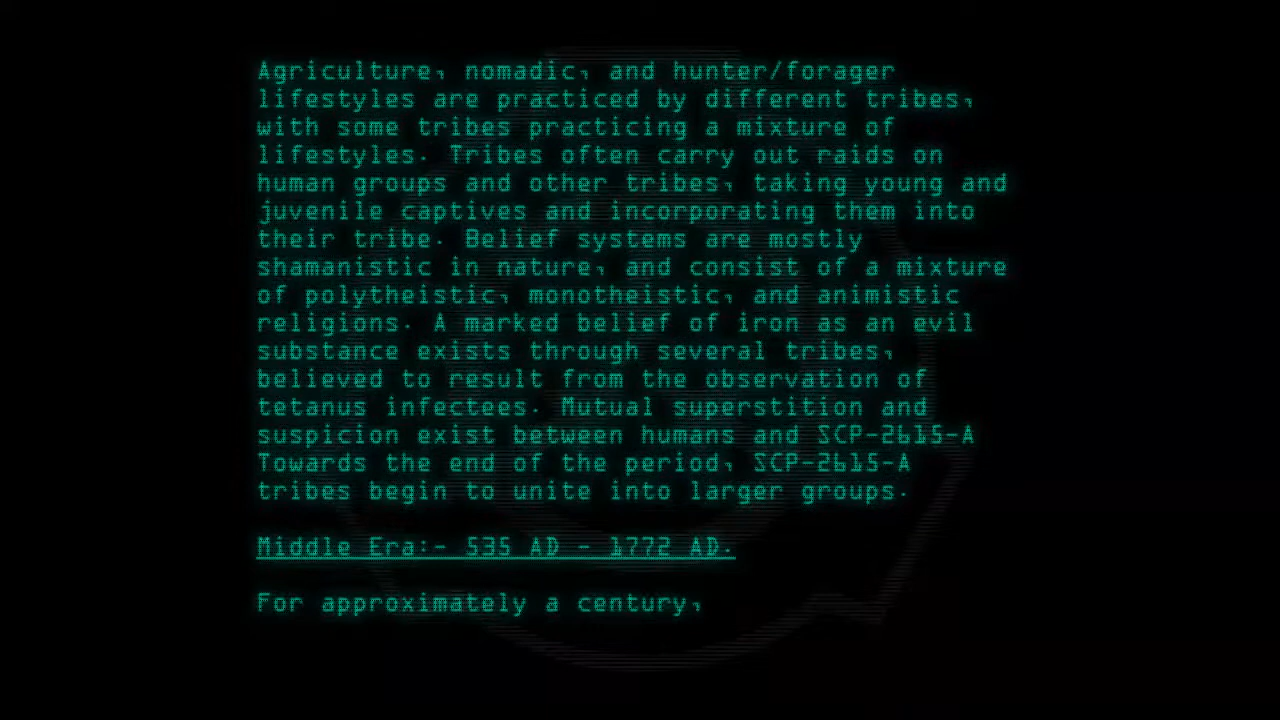 Agriculture, nomadic, and hunter/forager
lifestyles are practiced by different tribes,
with some tribes practicing a mixture of
lifestyles. Tribes often carry out raids on
human groups and other tribes, taking young and
juvenile captives and incorporating them into
their tribe. Belief systems are mostly
shamanistic in nature, and consist of a mixture
of polytheistic, monotheistic, and animistic
religions. A marked belief of iron as an evil
substance exists through several tribes,
believed to result from the observation of
tetanus infectees. Mutual superstition and
suspicion exist between humans and SCP-2615-A
Towards the end of the period, SCP-2615-A
tribes begin to unite into larger groups.
Middle Era:- 535 AD - 1772 AD.
For approximately a century,